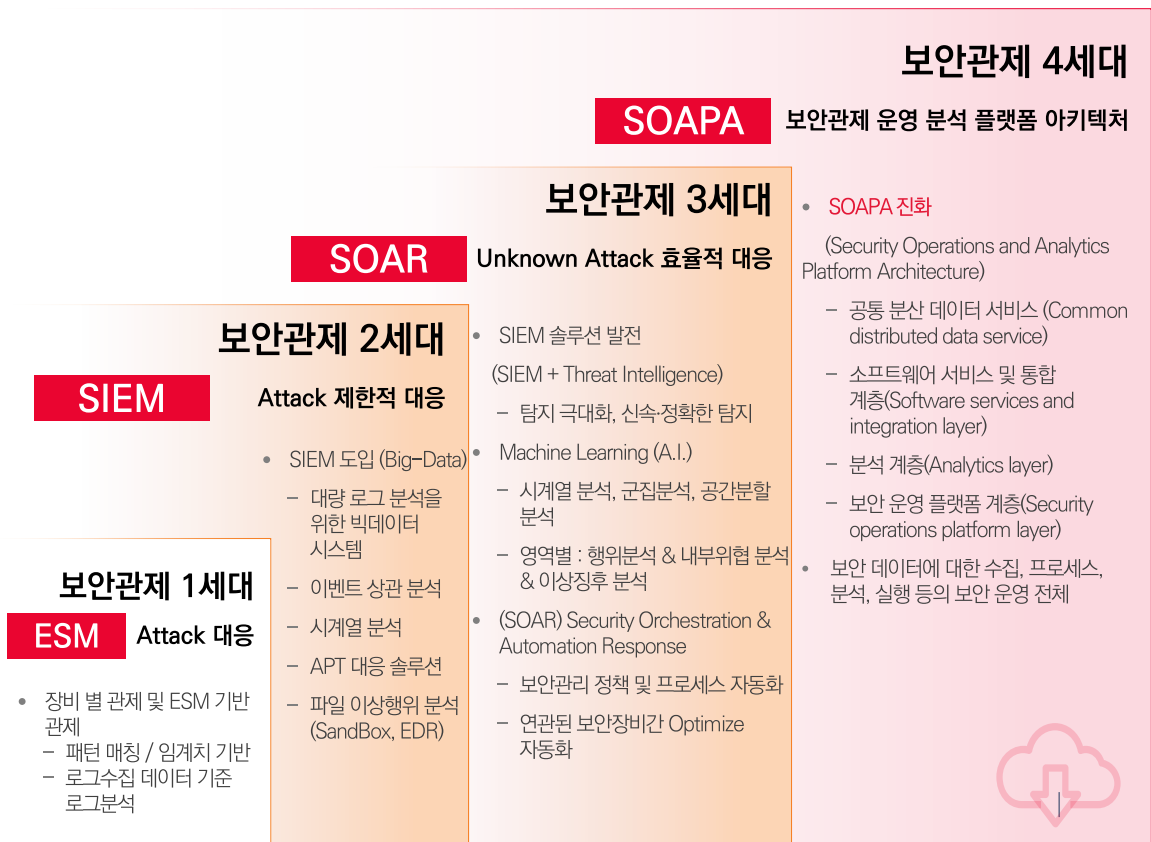 보안관제 4세대
SOAPA
보안관제 운영 분석 플랫폼 아키텍처
• SOAPA 진화
(Security Operations and Analytics
Platform Architecture)
– 공통 분산 데이터 서비스 (Common
distributed data service)
– 소프트웨어 서비스 및 통합
계층(Software services and
integration layer)
– 분석 계층(Analytics layer)
– 보안 운영 플랫폼 계층(Security
operations platform layer)
• 보안 데이터에 대한 수집, 프로세스,
분석, 실행 등의 보안 운영 전체
보안관제 3세대
SOAR
Unknown Attack 효율적 대응
• SIEM 솔루션 발전
(SIEM + Threat Intelligence)
– 탐지 극대화, 신속·정확한 탐지
• Machine Learning (A.I.)
– 시계열 분석, 군집분석, 공간분할
분석
– 영역별 : 행위분석 & 내부위협 분석
& 이상징후 분석
• (SOAR) Security Orchestration &
Automation Response
– 보안관리 정책 및 프로세스 자동화
– 연관된 보안장비간 Optimize
자동화
보안관제 2세대
SIEM
Attack 제한적 대응
• SIEM 도입 (Big-Data)
– 대량 로그 분석을
위한 빅데이터
시스템
– 이벤트 상관 분석
– 시계열 분석
– APT 대응 솔루션
– 파일 이상행위 분석
(SandBox, EDR)
보안관제 1세대
ESM
Attack 대응
• 장비 별 관제 및 ESM 기반
관제
– 패턴 매칭 / 임계치 기반
– 로그수집 데이터 기준
로그분석